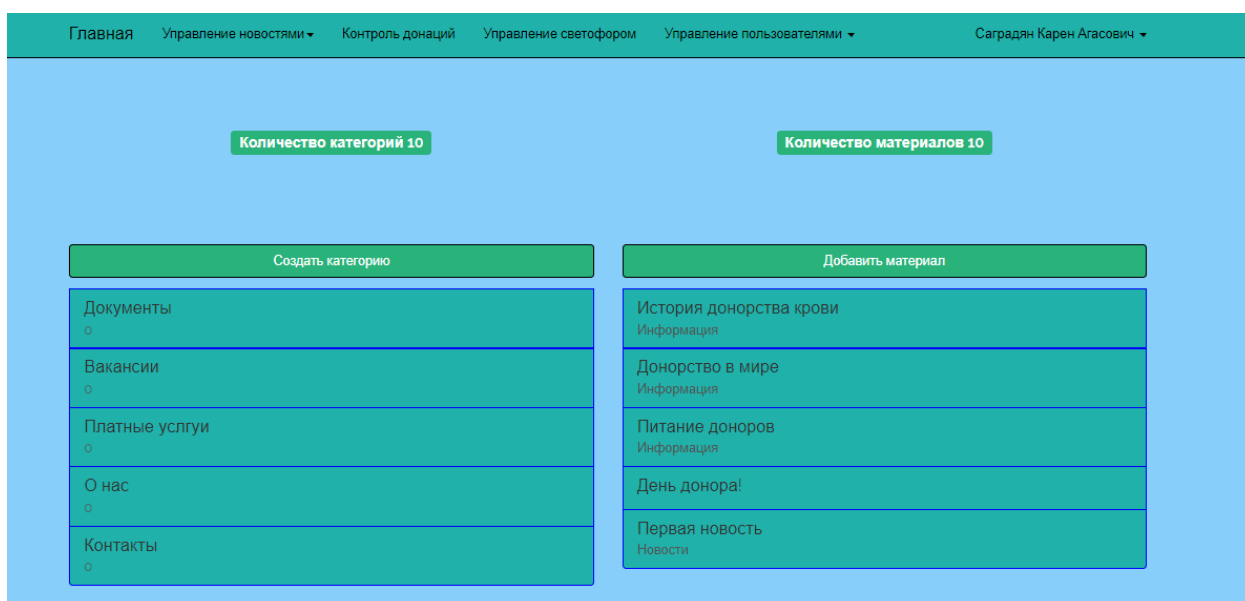 Главная Управление новостями Контроль донаций Управление светофором Управление пользователями Саградян Карен Агасович
Количество категорий 10 Количество материалов 10
Создать категорию
Документы
0
Вакансии
0
Платные услгуи
0
О нас
0
Контакты
0
Добавить материал
История донорства крови
Информация
Донорство в мире
Информация
Питание доноров
Информация
День донора!
Первая новость
Новости